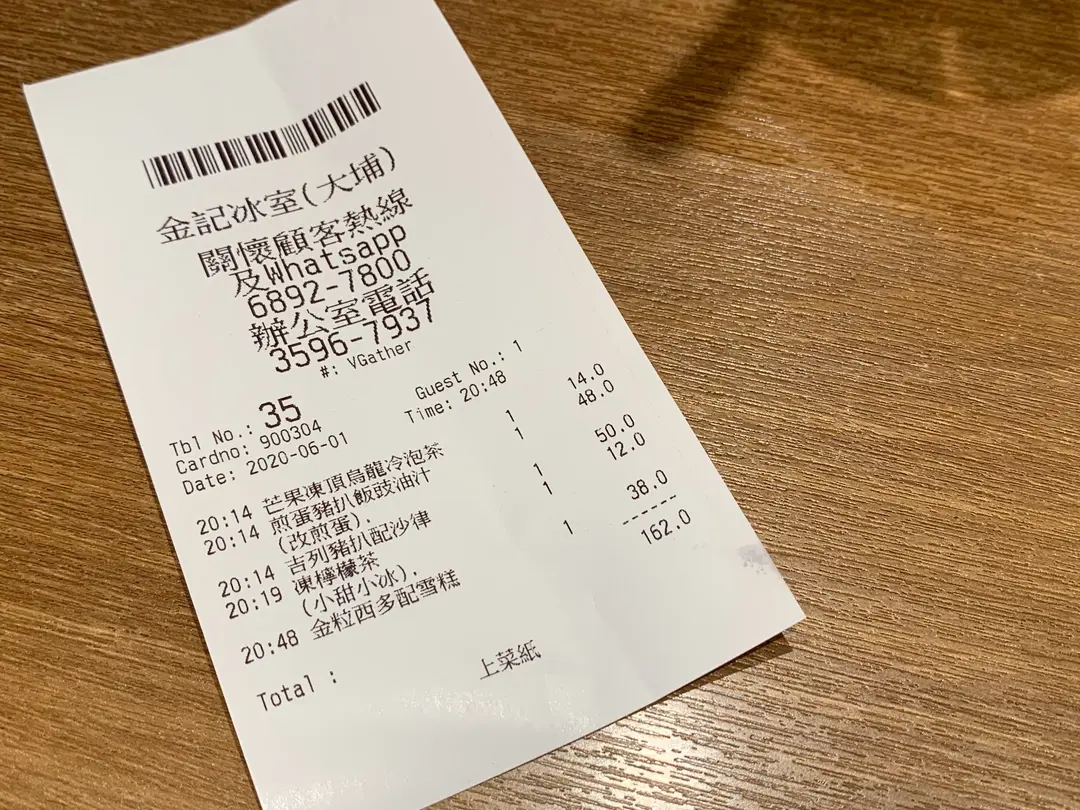 金記冰室(大埔)
關懷顧客熱線
及Whatsapp
6892-7800
辦公室電話
3596-7937
#: VGather
Tbl No.: 35 Guest No.: 1
Cardno: 900304 Time: 20:48
Date: 2020-06-01
20:14 芒果凍頂烏龍冷泡茶 1 14.0
20:14 煎蛋豬扒飯豉油汁 1 48.0
(改煎蛋).
20:14 吉列豬扒配沙律 1 50.0
20:19 凍檸檬茶 1 12.0
(小甜小冰).
20:48 金粒西多配雪糕 1 38.0
------
Total : 162.0
上菜紙